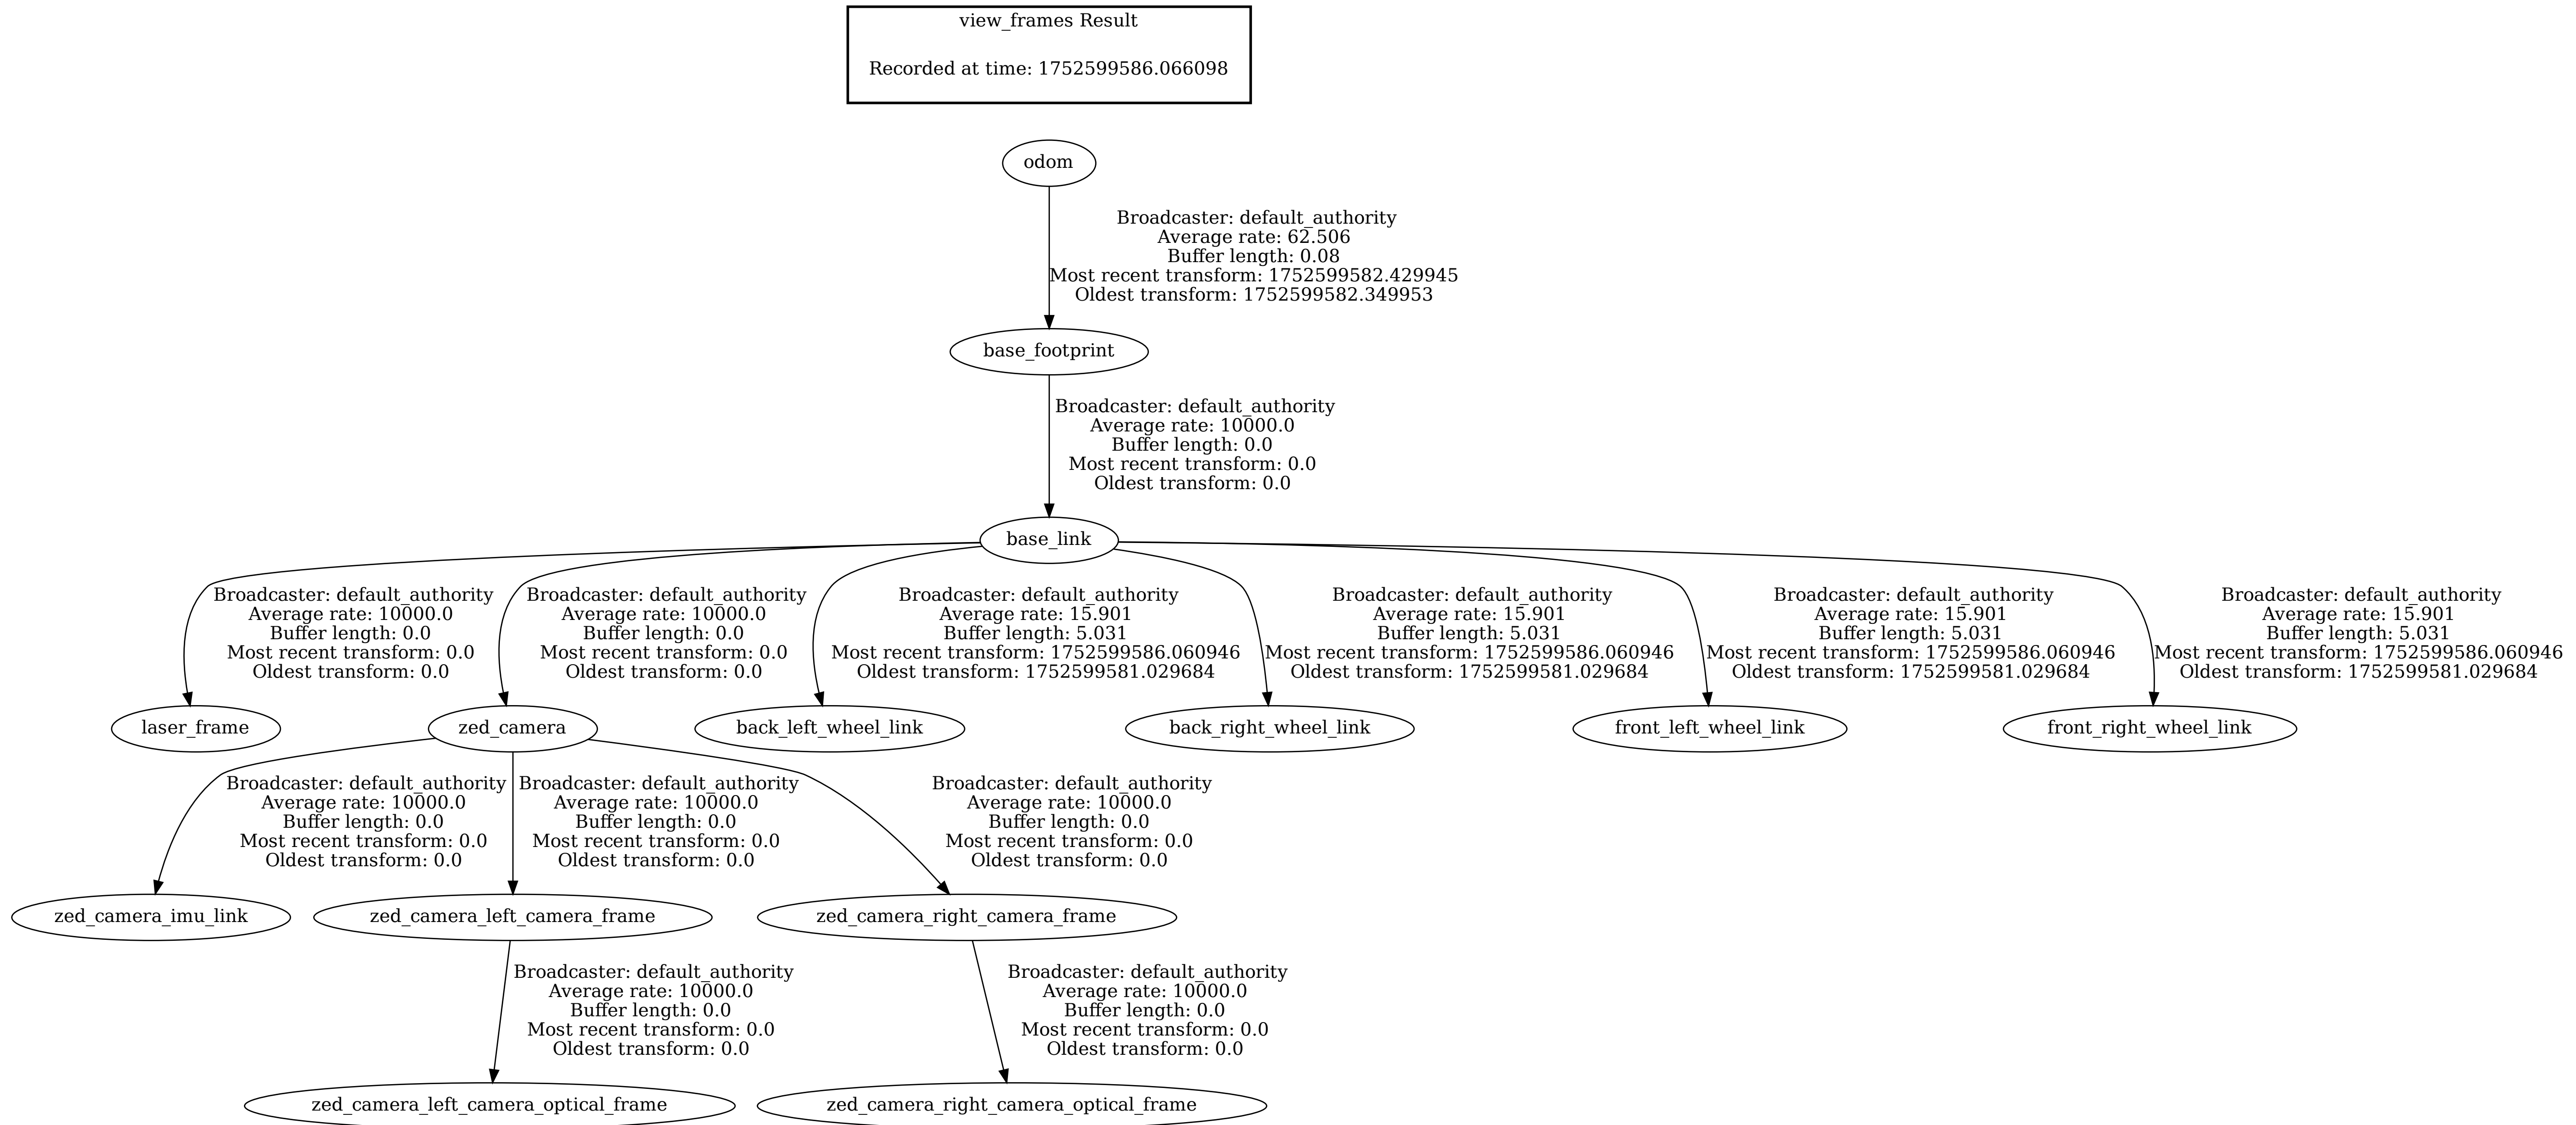 view_frames Result
Recorded at time: 1752599586.066098
odom
Broadcaster: default_authority
Average rate: 62.506
Buffer length: 0.08
Most recent transform: 1752599582.429945
Oldest transform: 1752599582.349953
base_footprint
Broadcaster: default_authority
Average rate: 10000.0
Buffer length: 0.0
Most recent transform: 0.0
Oldest transform: 0.0
base_link
Broadcaster: default_authority
Average rate: 10000.0
Buffer length: 0.0
Most recent transform: 0.0
Oldest transform: 0.0
Broadcaster: default_authority
Average rate: 10000.0
Buffer length: 0.0
Most recent transform: 0.0
Oldest transform: 0.0
Broadcaster: default_authority
Average rate: 15.901
Buffer length: 5.031
Most recent transform: 1752599586.060946
Oldest transform: 1752599581.029684
Broadcaster: default_authority
Average rate: 15.901
Buffer length: 5.031
Most recent transform: 1752599586.060946
Oldest transform: 1752599581.029684
Broadcaster: default_authority
Average rate: 15.901
Buffer length: 5.031
Most recent transform: 1752599586.060946
Oldest transform: 1752599581.029684
Broadcaster: default_authority
Average rate: 15.901
Buffer length: 5.031
Most recent transform: 1752599586.060946
Oldest transform: 1752599581.029684
laser_frame
zed_camera
back_left_wheel_link
back_right_wheel_link
front_left_wheel_link
front_right_wheel_link
Broadcaster: default_authority
Average rate: 10000.0
Buffer length: 0.0
Most recent transform: 0.0
Oldest transform: 0.0
Broadcaster: default_authority
Average rate: 10000.0
Buffer length: 0.0
Most recent transform: 0.0
Oldest transform: 0.0
Broadcaster: default_authority
Average rate: 10000.0
Buffer length: 0.0
Most recent transform: 0.0
Oldest transform: 0.0
zed_camera_imu_link
zed_camera_left_camera_frame
zed_camera_right_camera_frame
Broadcaster: default_authority
Average rate: 10000.0
Buffer length: 0.0
Most recent transform: 0.0
Oldest transform: 0.0
Broadcaster: default_authority
Average rate: 10000.0
Buffer length: 0.0
Most recent transform: 0.0
Oldest transform: 0.0
zed_camera_left_camera_optical_frame
zed_camera_right_camera_optical_frame